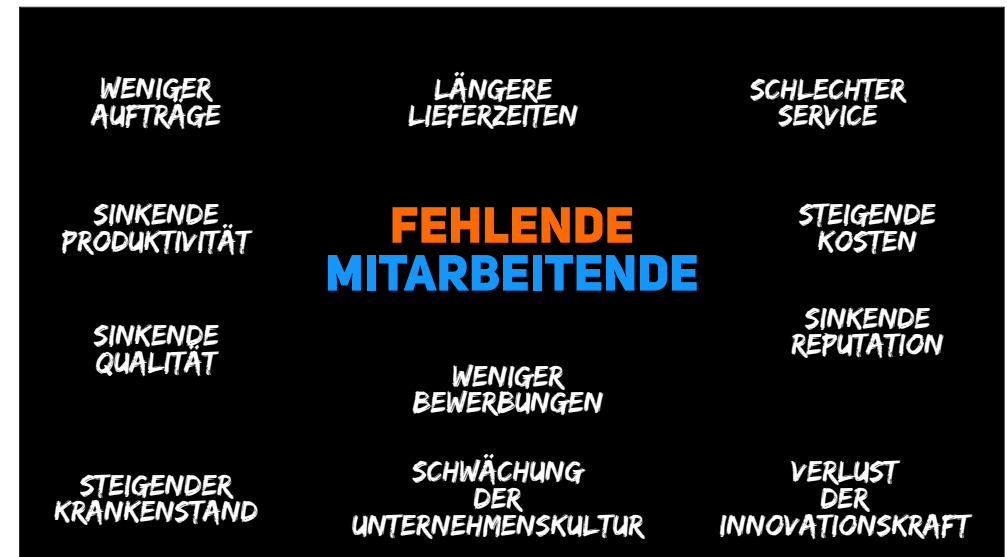 WENIGER
AUFTRÄGE
LÄNGERE
LIEFERZEITEN
SCHLECHTER
SERVICE
SINKENDE
PRODUKTIVITÄT
FEHLENDE
MITARBEITENDE
STEIGENDE
KOSTEN
SINKENDE
QUALITÄT
SINKENDE
REPUTATION
WENIGER
BEWERBUNGEN
STEIGENDER
KRANKENSTAND
SCHWÄCHUNG
DER
UNTERNEHMENSKULTUR
VERLUST
DER
INNOVATIONSKRAFT